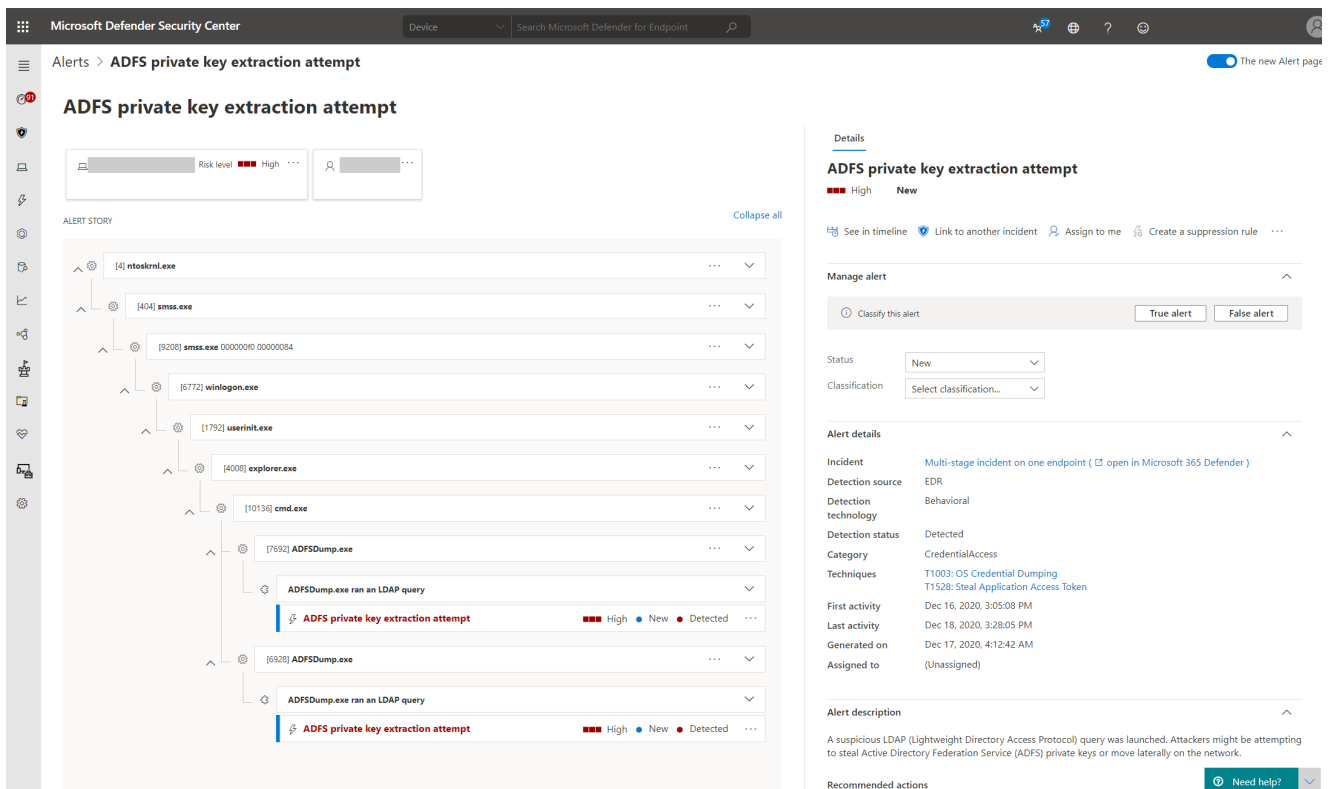 Microsoft Defender Security Center
Device
Search Microsoft Defender for Endpoint
57
?
Alerts > ADFS private key extraction attempt
The new Alert page
91
ADFS private key extraction attempt
Risk level High ...
...
ALERT STORY
Collapse all
[4] ntoskrnl.exe ...
[404] smss.exe ...
[9208] smss.exe 000000f0 00000084 ...
[6772] winlogon.exe ...
[1792] userinit.exe ...
[4008] explorer.exe ...
[10136] cmd.exe ...
[7692] ADFSDump.exe ...
ADFSDump.exe ran an LDAP query
ADFS private key extraction attempt High New Detected ...
[6928] ADFSDump.exe ...
ADFSDump.exe ran an LDAP query
ADFS private key extraction attempt High New Detected ...
Details
ADFS private key extraction attempt
High New
See in timeline Link to another incident Assign to me Create a suppression rule ...
Manage alert
Classify this alert True alert False alert
Status New
Classification Select classification...
Alert details
Incident Multi-stage incident on one endpoint ( open in Microsoft 365 Defender )
Detection source EDR
Detection technology Behavioral
Detection status Detected
Category CredentialAccess
Techniques T1003: OS Credential Dumping
T1528: Steal Application Access Token
First activity Dec 16, 2020, 3:05:08 PM
Last activity Dec 18, 2020, 3:28:05 PM
Generated on Dec 17, 2020, 4:12:42 AM
Assigned to (Unassigned)
Alert description
A suspicious LDAP (Lightweight Directory Access Protocol) query was launched. Attackers might be attempting
to steal Active Directory Federation Service (ADFS) private keys or move laterally on the network.
Recommended actions
? Need help?